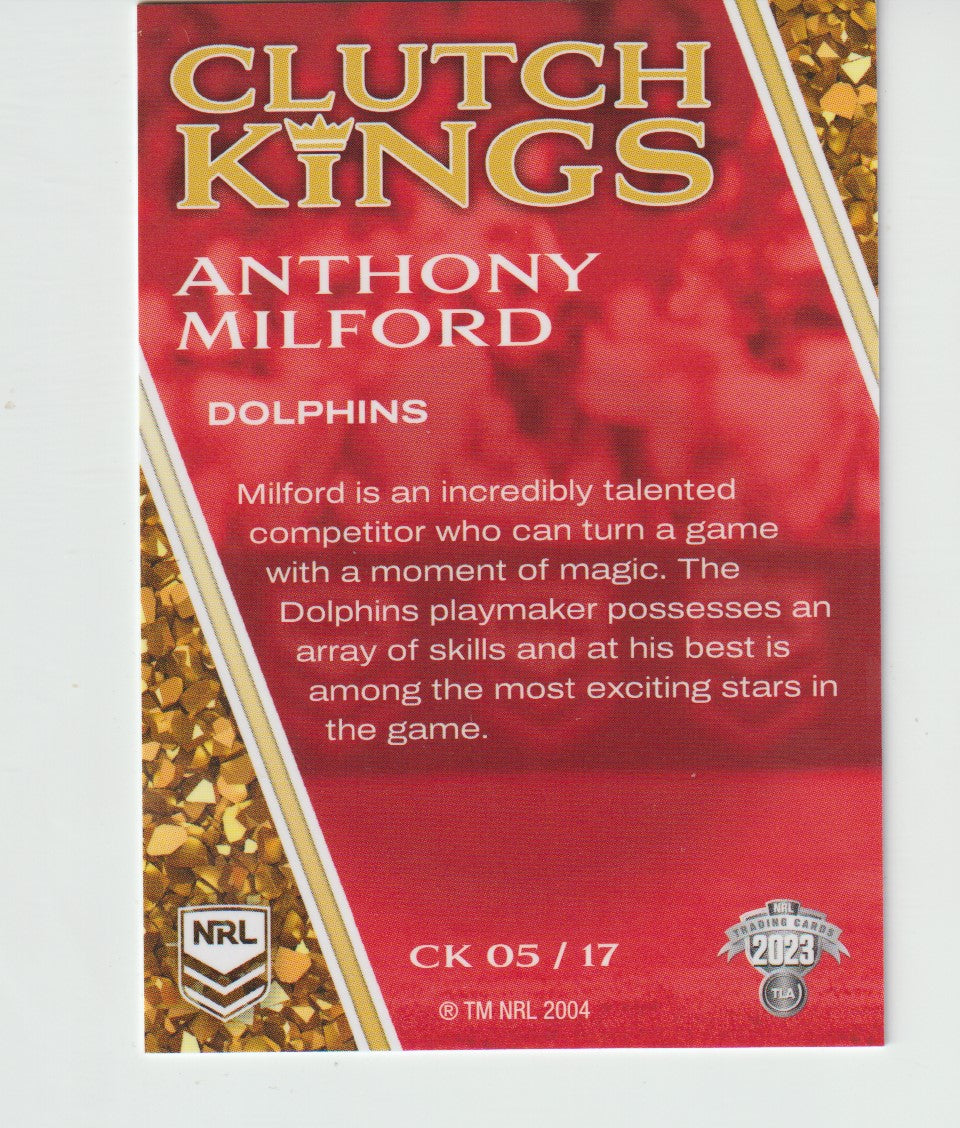 CLUTCH
KINGS
ANTHONY
MILFORD
DOLPHINS
Milford is an incredibly talented
competitor who can turn a game
with a moment of magic. The
Dolphins playmaker possesses an
array of skills and at his best is
among the most exciting stars in
the game.
NRL
CK 05 / 17
® TM NRL 2004
NRL
TRADING CARDS
2023
TLA